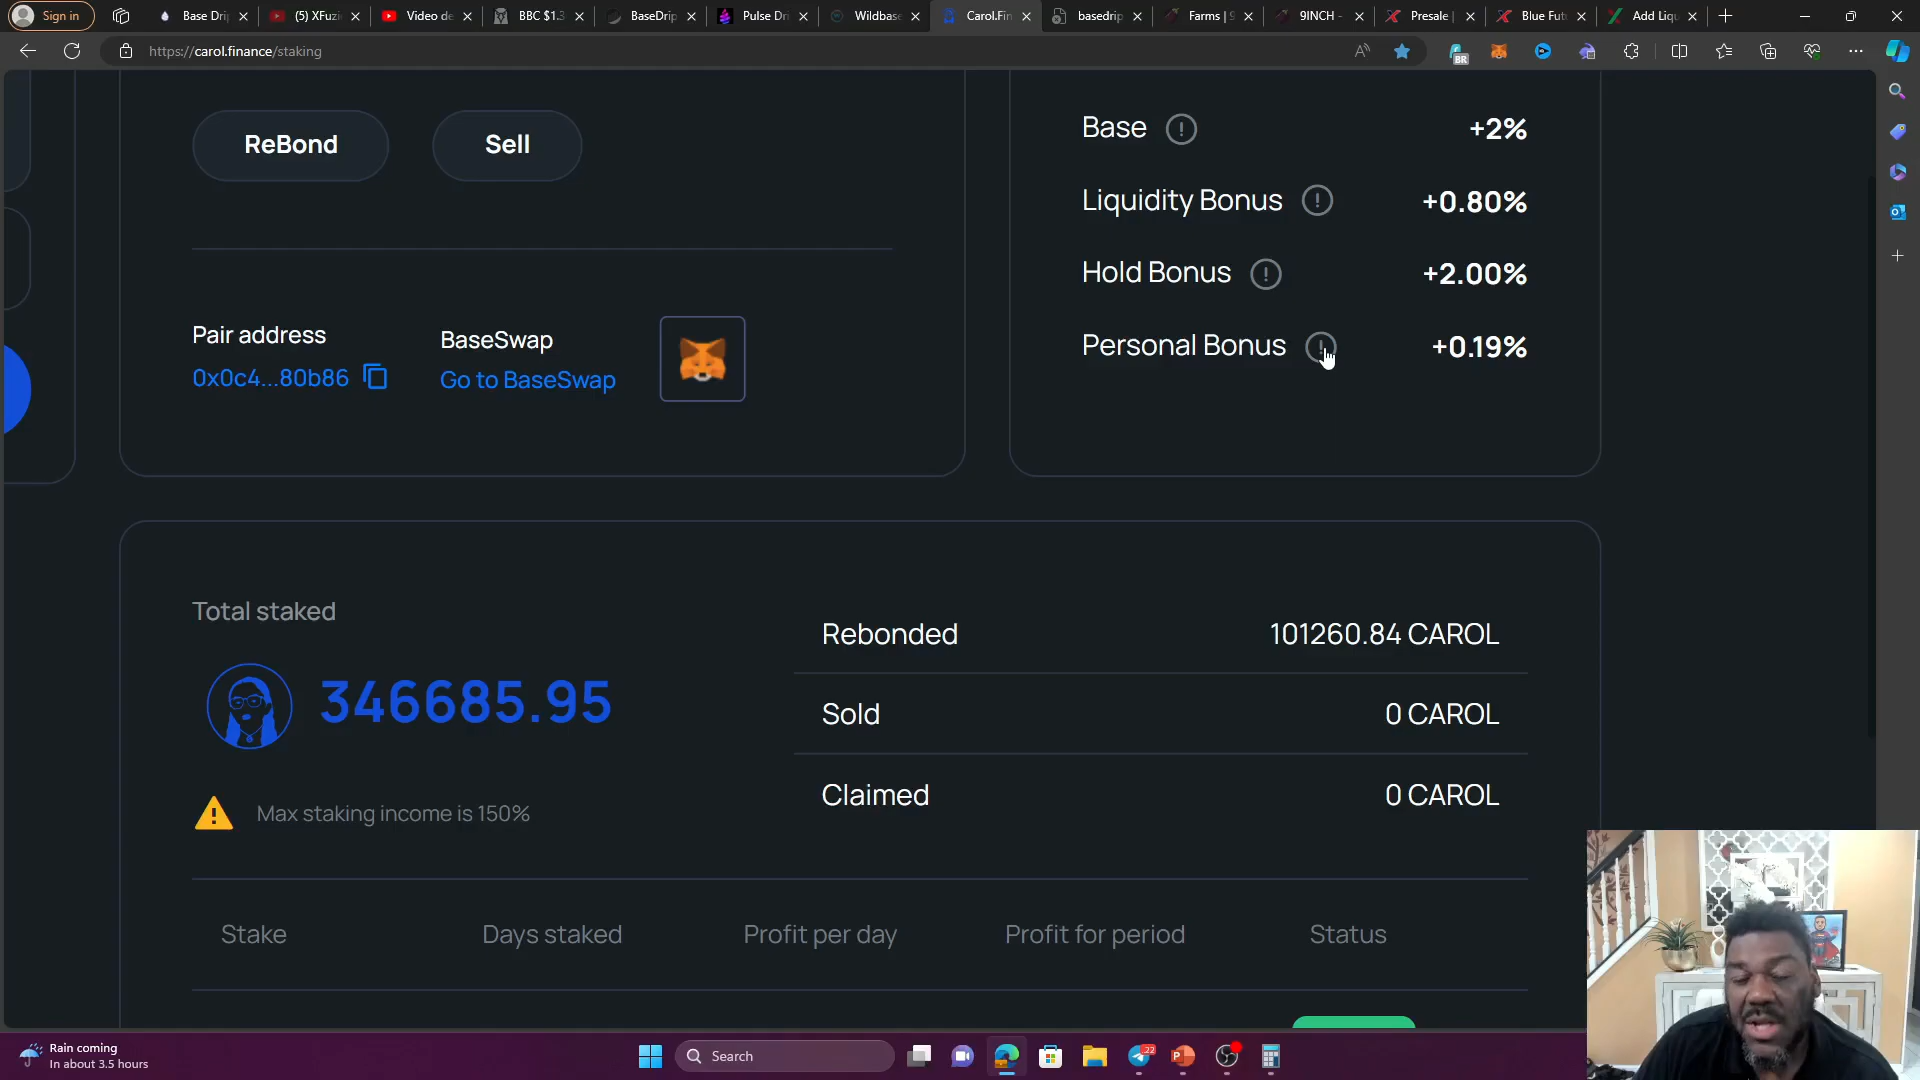 Sign in
Base Drip
(5) XFuzi
Video de
BBC $1.3
BaseDrip
Pulse Dri
Wildbase
Carol.Fin
basedrip
Farms | 9
9INCH -
Presale |
Blue Fut
Add Liqu
https://carol.finance/staking
BR
ReBond
Sell
Pair address
0x0c4...80b86
BaseSwap
Go to BaseSwap
Base
+2%
Liquidity Bonus
+0.80%
Hold Bonus
+2.00%
Personal Bonus
+0.19%
Total staked
346685.95
Max staking income is 150%
Rebonded
101260.84 CAROL
Sold
0 CAROL
Claimed
0 CAROL
Stake
Days staked
Profit per day
Profit for period
Status
Rain coming
In about 3.5 hours
Search
22